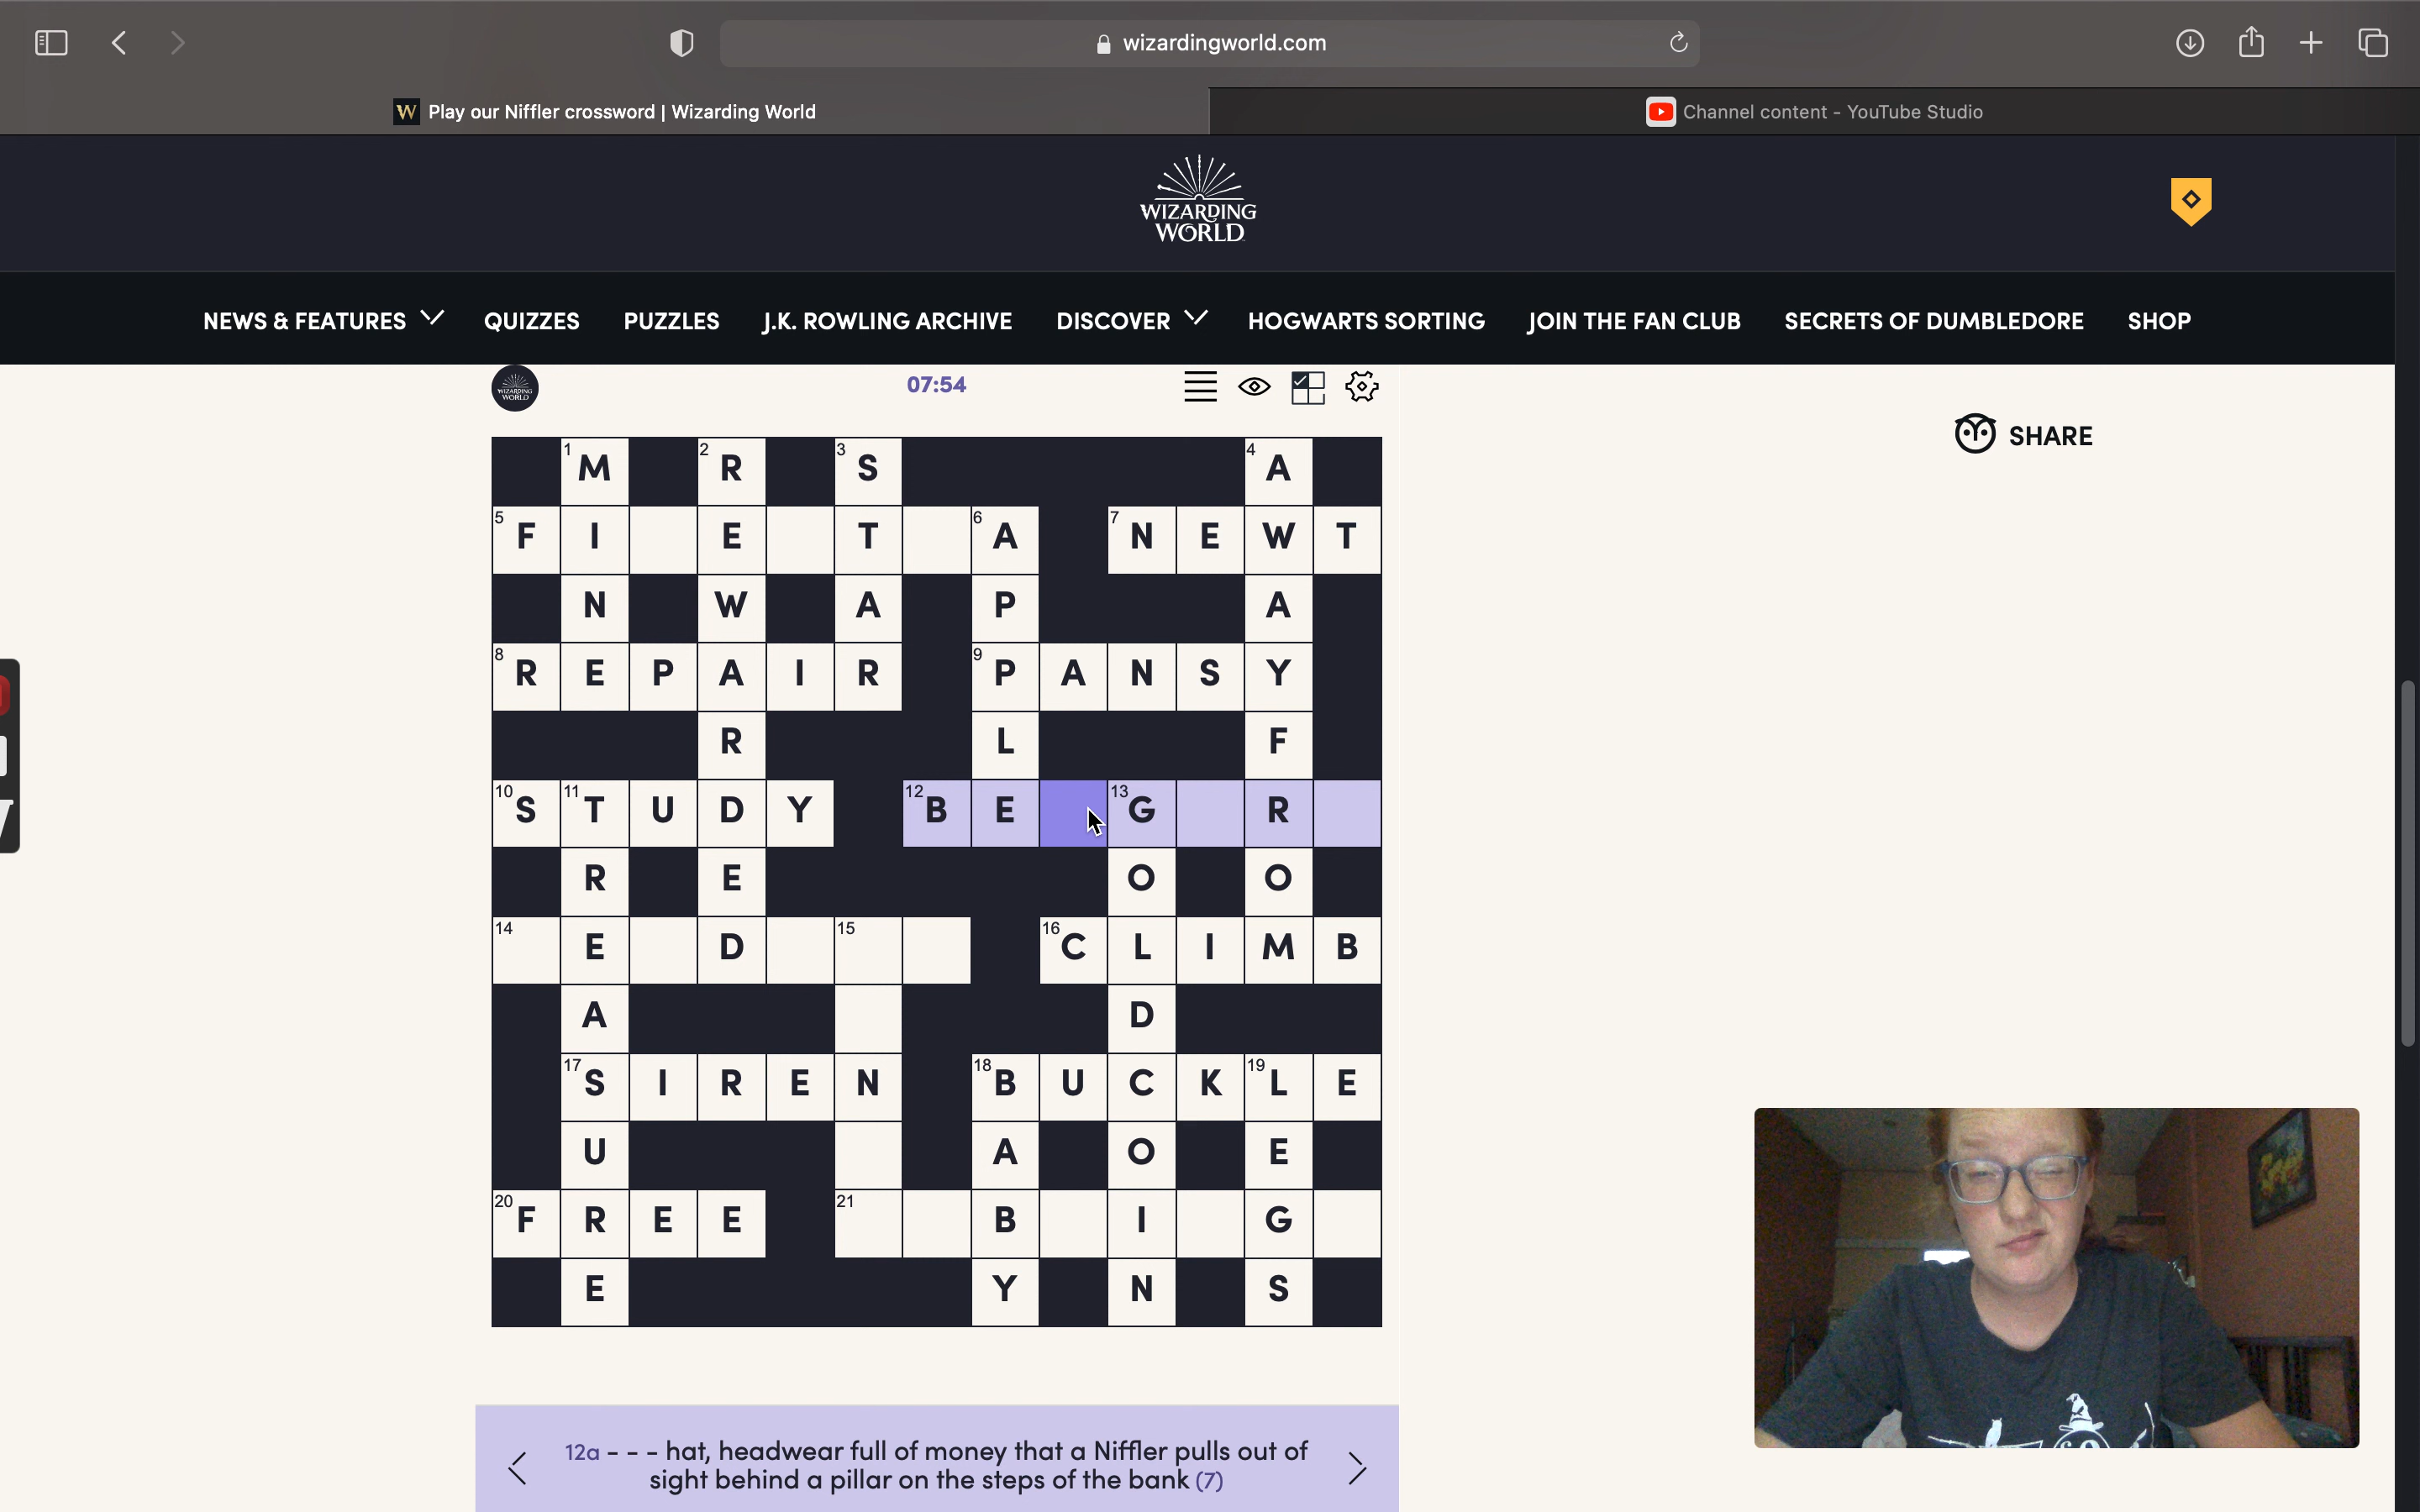 wizardingworld.com
W Play our Niffler crossword | Wizarding World
Channel content - YouTube Studio
WIZARDING
WORLD
NEWS & FEATURES QUIZZES PUZZLES J.K. ROWLING ARCHIVE DISCOVER HOGWARTS SORTING JOIN THE FAN CLUB SECRETS OF DUMBLEDORE SHOP
WIZARDING
WORLD
07:54
SHARE
1 M 2 R 3 S 4 A
5 F I E T 6 A 7 N E W T
N W A P A
8 R E P A I R 9 P A N S Y
R L F
10 S 11 T U D Y 12 B E 13 G R
R E O O
14 E D 15 16 C L I M B
A D
17 S I R E N 18 B U C K 19 L E
U A O E
20 F R E E 21 B I G
E Y N S
12a - - - hat, headwear full of money that a Niffler pulls out of
sight behind a pillar on the steps of the bank (7)